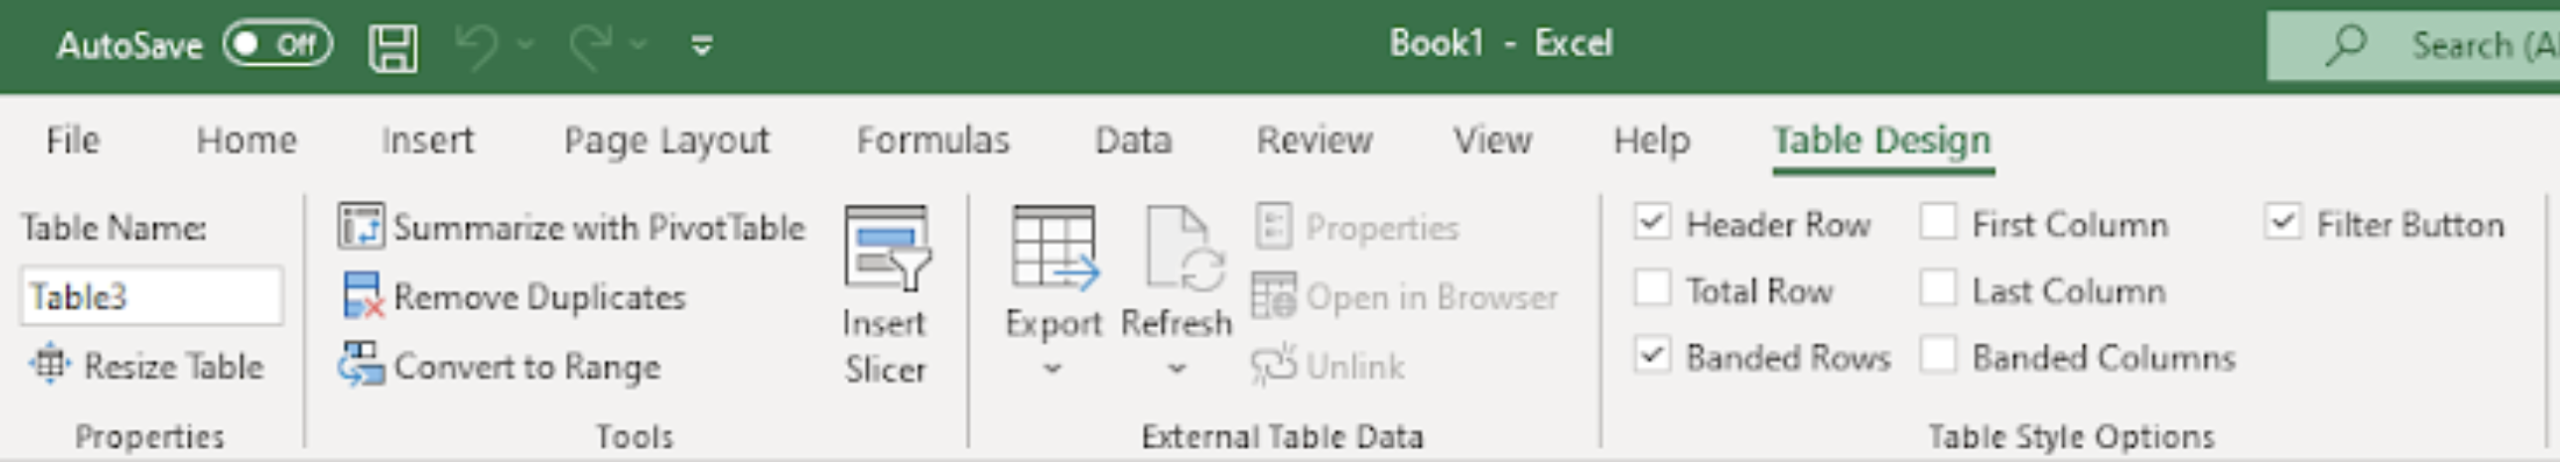 AutoSave Off Book1 - Excel Search (A
File Home Insert Page Layout Formulas Data Review View Help Table Design
Table Name:
Table3
Resize Table
Properties
Summarize with PivotTable
Remove Duplicates
Convert to Range
Insert
Slicer
Tools
Export
Refresh
Properties
Open in Browser
Unlink
External Table Data
Header Row
Total Row
Banded Rows
First Column
Last Column
Banded Columns
Filter Button
Table Style Options